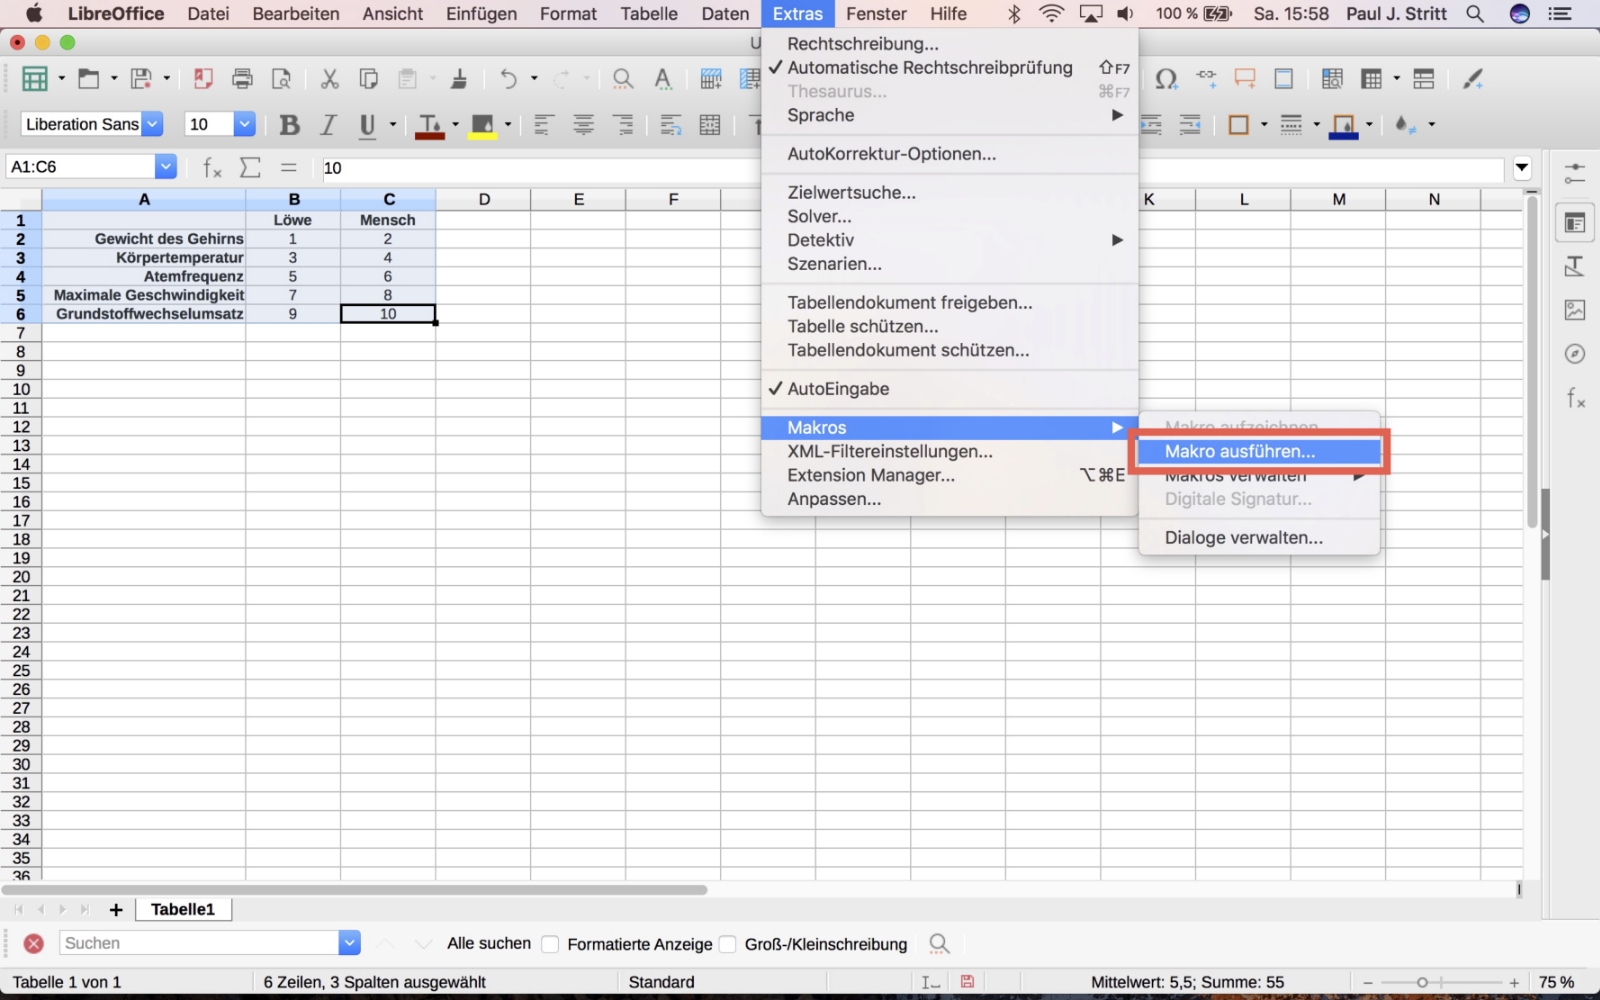 LibreOffice Datei Bearbeiten Ansicht Einfügen Format Tabelle Daten Extras Fenster Hilfe 100 % Sa. 15:58 Paul J. Stritt
U
Rechtschreibung...
✓ Automatische Rechtschreibprüfung ⇧F7
Thesaurus... ⌘F7
Sprache ▶
AutoKorrektur-Optionen...
Zielwertsuche...
Solver...
Detektiv ▶
Szenarien...
Tabellendokument freigeben...
Tabelle schützen...
Tabellendokument schützen...
✓ AutoEingabe
Makros ▶
XML-Filtereinstellungen...
Extension Manager... ⌥⌘E
Anpassen...
Makro aufzeichnen
Makro ausführen...
Makros verwalten ▶
Digitale Signatur...
Dialoge verwalten...
Liberation Sans 10 B I U
A1:C6 fx Σ = 10
A B C D E F K L M N
1 Löwe Mensch
2 Gewicht des Gehirns 1 2
3 Körpertemperatur 3 4
4 Atemfrequenz 5 6
5 Maximale Geschwindigkeit 7 8
6 Grundstoffwechselumsatz 9 10
7
8
9
10
11
12
13
14
15
16
17
18
19
20
21
22
23
24
25
26
27
28
29
30
31
32
33
34
35
36
+ Tabelle1
Suchen Alle suchen Formatierte Anzeige Groß-/Kleinschreibung
Tabelle 1 von 1 6 Zeilen, 3 Spalten ausgewählt Standard Mittelwert: 5,5; Summe: 55 − + 75 %